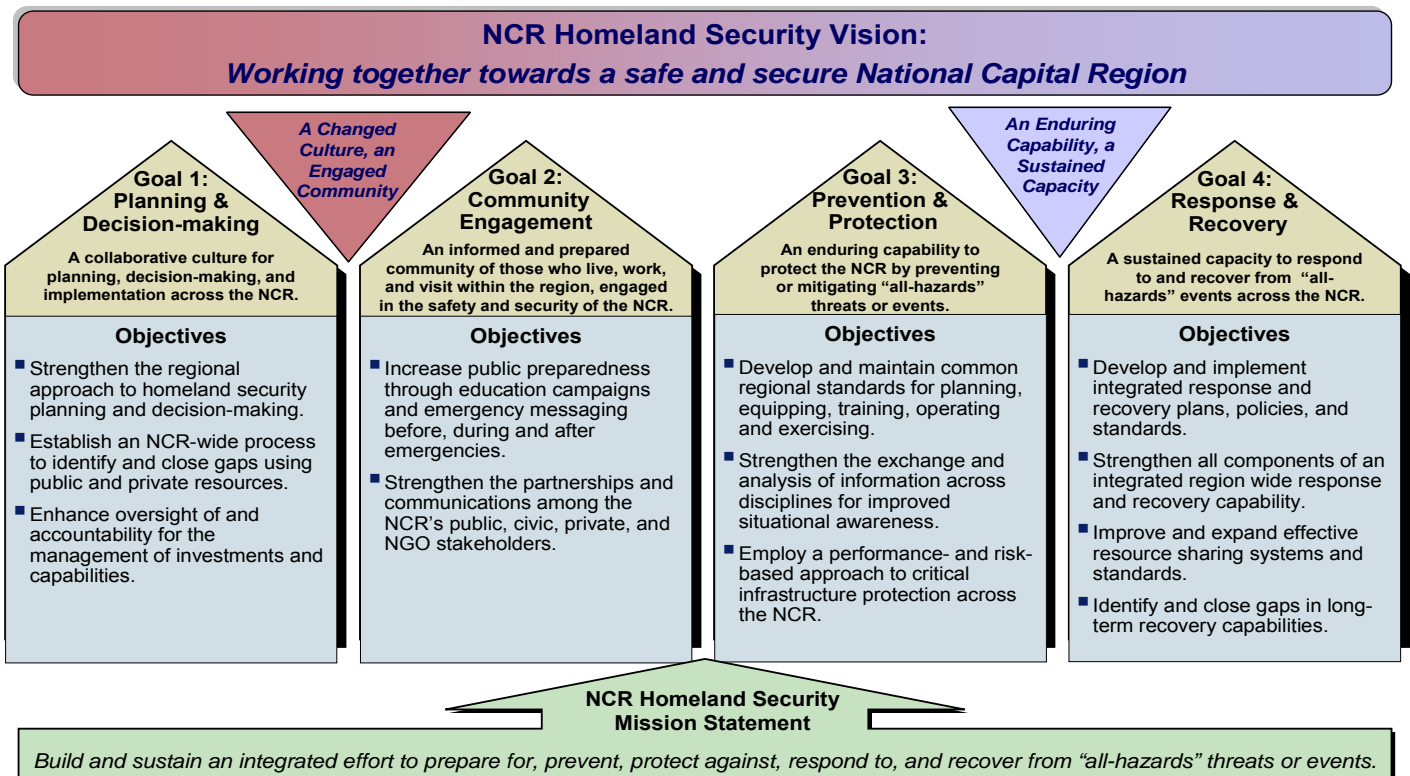 NCR Homeland Security Vision:
Working together towards a safe and secure National Capital Region
A Changed
Culture, an
Engaged
Community
An Enduring
Capability, a
Sustained
Capacity
Goal 1:
Planning &
Decision-making
A collaborative culture for
planning, decision-making, and
implementation across the NCR.
Objectives
▪ Strengthen the regional
approach to homeland security
planning and decision-making.
▪ Establish an NCR-wide process
to identify and close gaps using
public and private resources.
▪ Enhance oversight of and
accountability for the
management of investments and
capabilities.
Goal 2:
Community
Engagement
An informed and prepared
community of those who live, work,
and visit within the region, engaged
in the safety and security of the NCR.
Objectives
▪ Increase public preparedness
through education campaigns
and emergency messaging
before, during and after
emergencies.
▪ Strengthen the partnerships and
communications among the
NCR’s public, civic, private, and
NGO stakeholders.
Goal 3:
Prevention &
Protection
An enduring capability to
protect the NCR by preventing
or mitigating “all-hazards”
threats or events.
Objectives
▪ Develop and maintain common
regional standards for planning,
equipping, training, operating
and exercising.
▪ Strengthen the exchange and
analysis of information across
disciplines for improved
situational awareness.
▪ Employ a performance- and risk-
based approach to critical
infrastructure protection across
the NCR.
Goal 4:
Response &
Recovery
A sustained capacity to respond
to and recover from “all-
hazards” events across the NCR.
Objectives
▪ Develop and implement
integrated response and
recovery plans, policies, and
standards.
▪ Strengthen all components of an
integrated region wide response
and recovery capability.
▪ Improve and expand effective
resource sharing systems and
standards.
▪ Identify and close gaps in long-
term recovery capabilities.
NCR Homeland Security
Mission Statement
Build and sustain an integrated effort to prepare for, prevent, protect against, respond to, and recover from “all-hazards” threats or events.